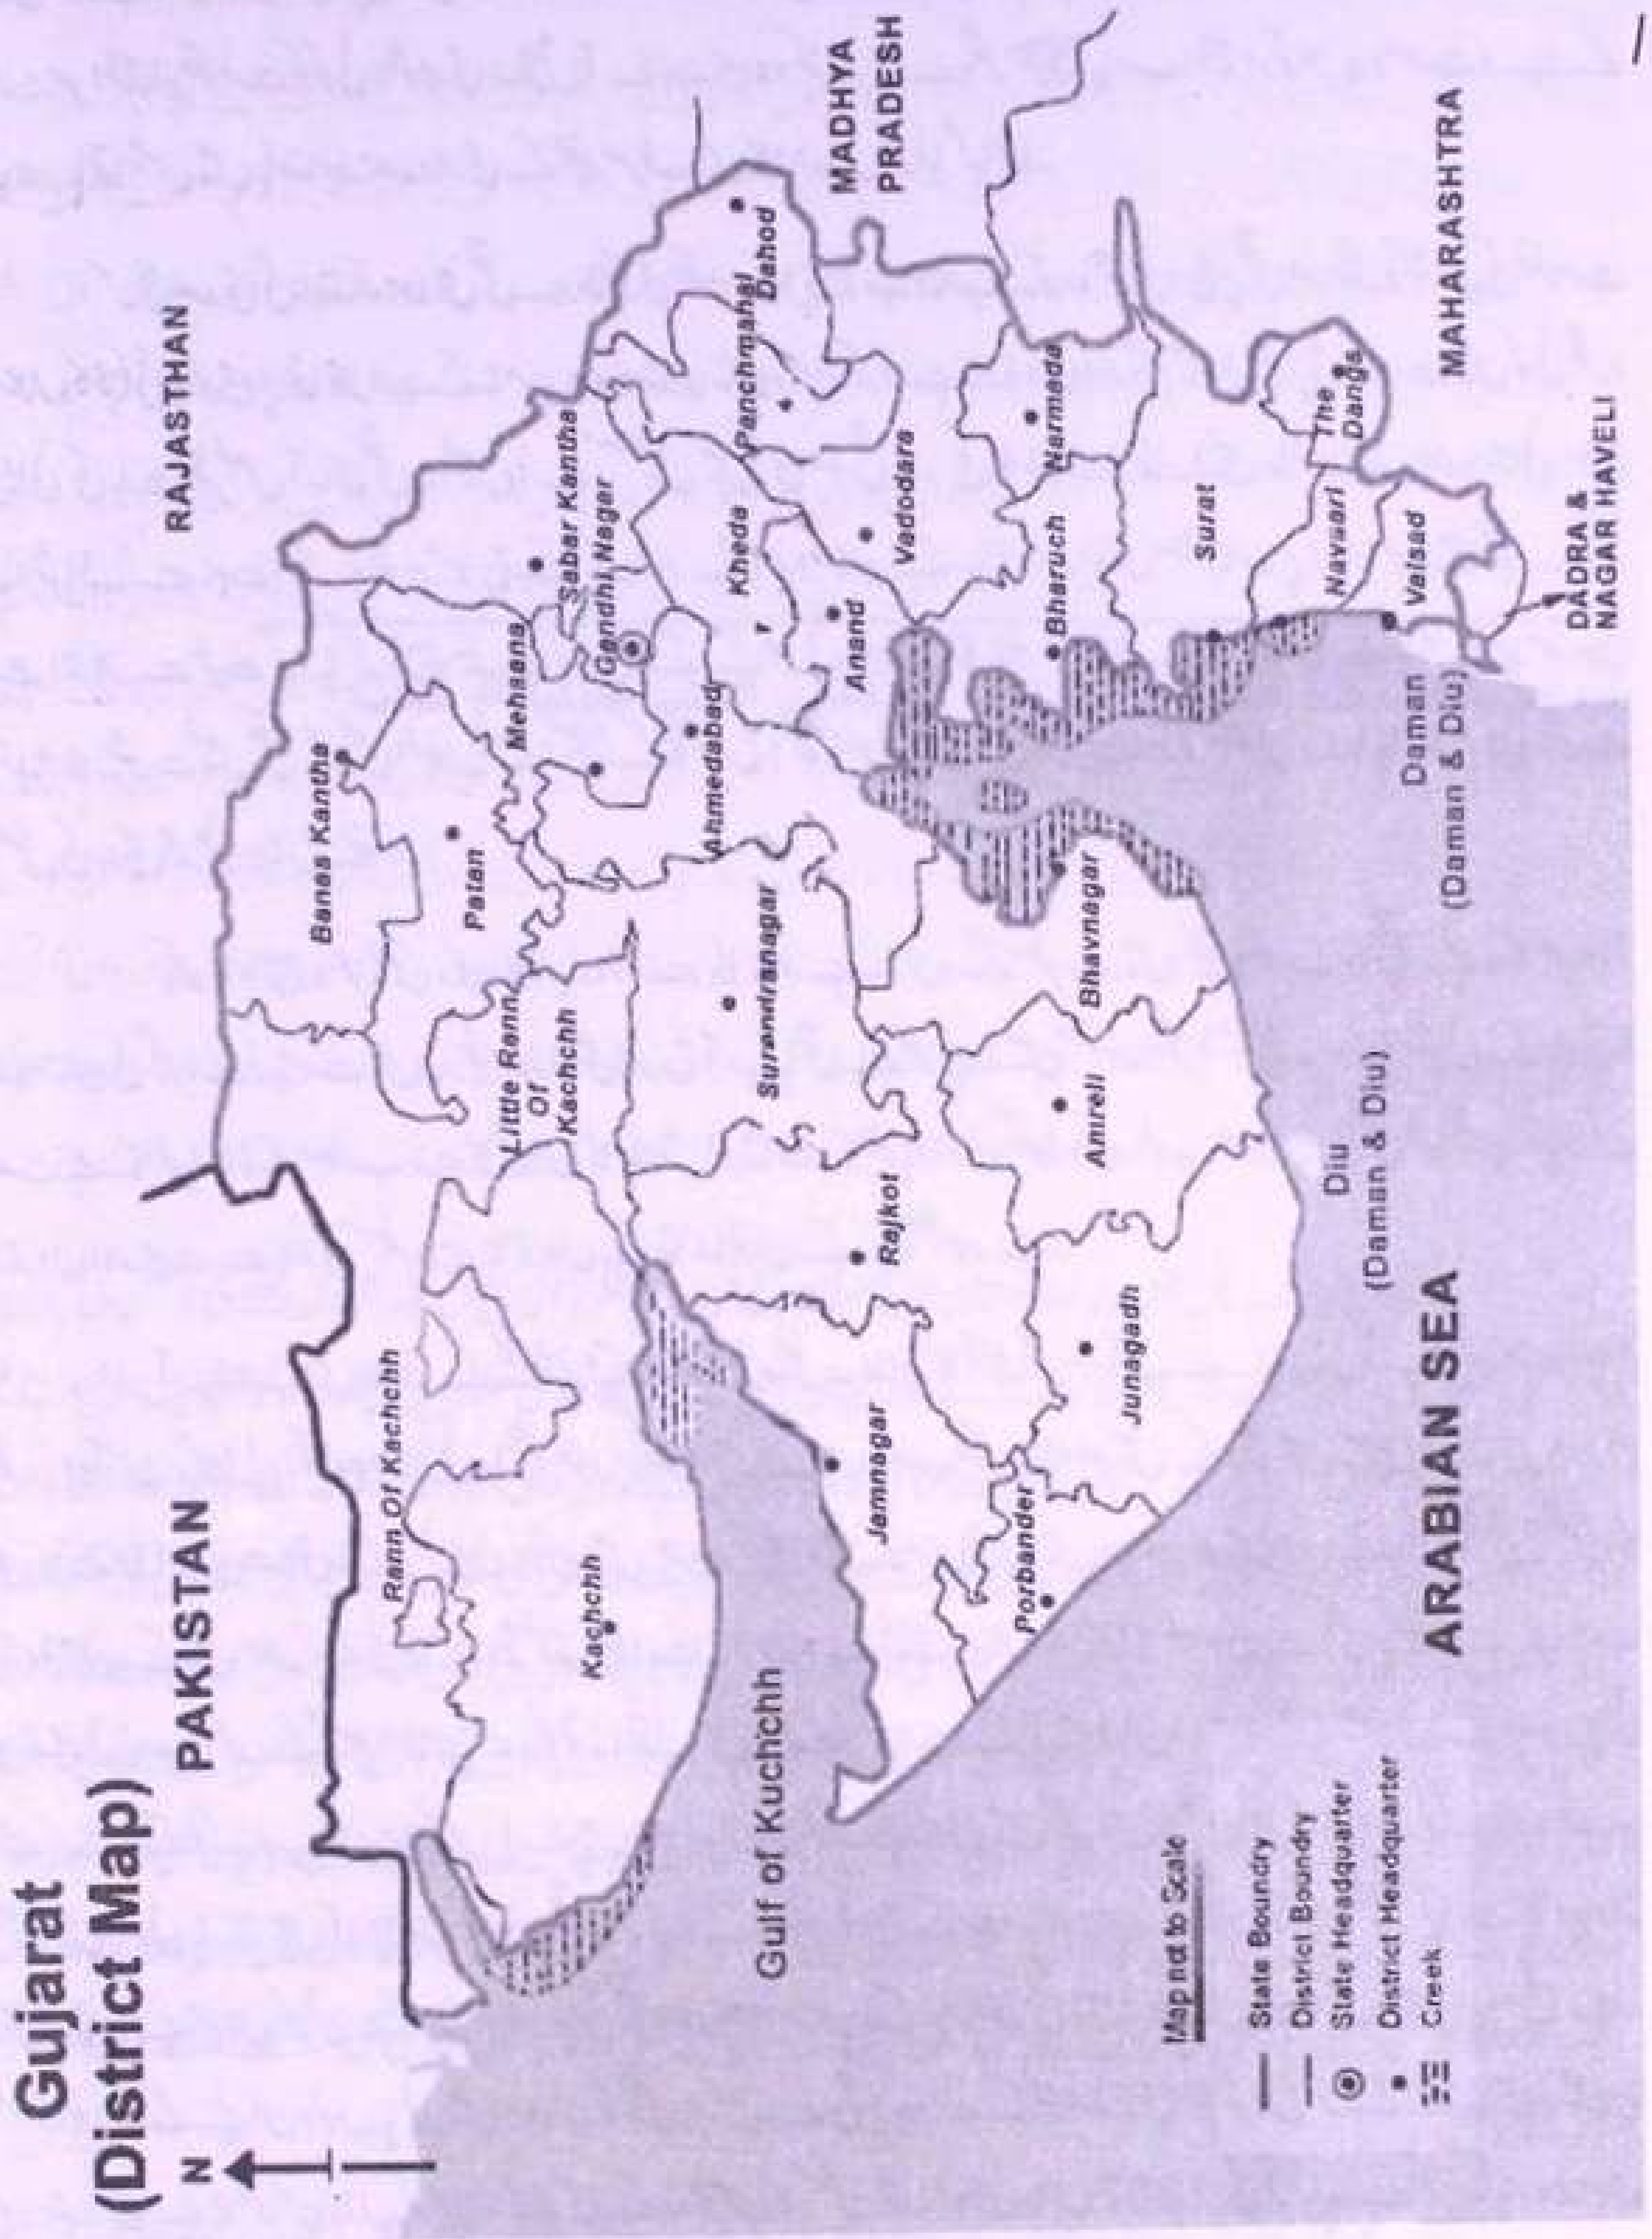 Gujarat
(District Map)
N
PAKISTAN
RAJASTHAN
MADHYA
PRADESH
MAHARASHTRA
DADRA &
NAGAR HAVELI
Rann Of Kachchh
Kachchh
Little Rann
Of
Kachchh
Banas Kantha
Patan
Mehsana
Sabar Kantha
Gandhi Nagar
Ahmedabad
Kheda
Panchmahal
Dahod
Anand
Vadodara
Narmada
Bharuch
Surat
The
Dangs
Navsari
Valsad
Surendranagar
Rajkot
Jamnagar
Porbander
Junagadh
Amreli
Bhavnagar
Gulf of Kuchchh
Daman
(Daman & Diu)
Diu
(Daman & Diu)
ARABIAN SEA
Map not to Scale
State Boundry
District Boundry
State Headquarter
District Headquarter
Creek